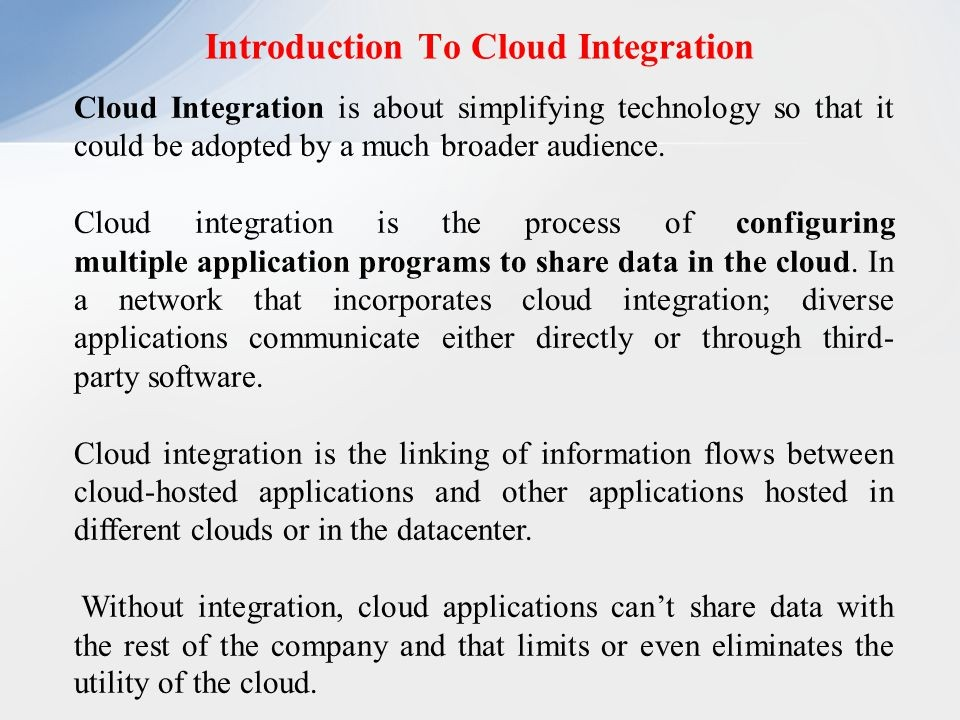 Introduction To Cloud Integration
Cloud Integration is about simplifying technology so that it
could be adopted by a much broader audience.
Cloud integration is the process of configuring
multiple application programs to share data in the cloud. In
a network that incorporates cloud integration; diverse
applications communicate either directly or through third-
party software.
Cloud integration is the linking of information flows between
cloud-hosted applications and other applications hosted in
different clouds or in the datacenter.
Without integration, cloud applications can’t share data with
the rest of the company and that limits or even eliminates the
utility of the cloud.